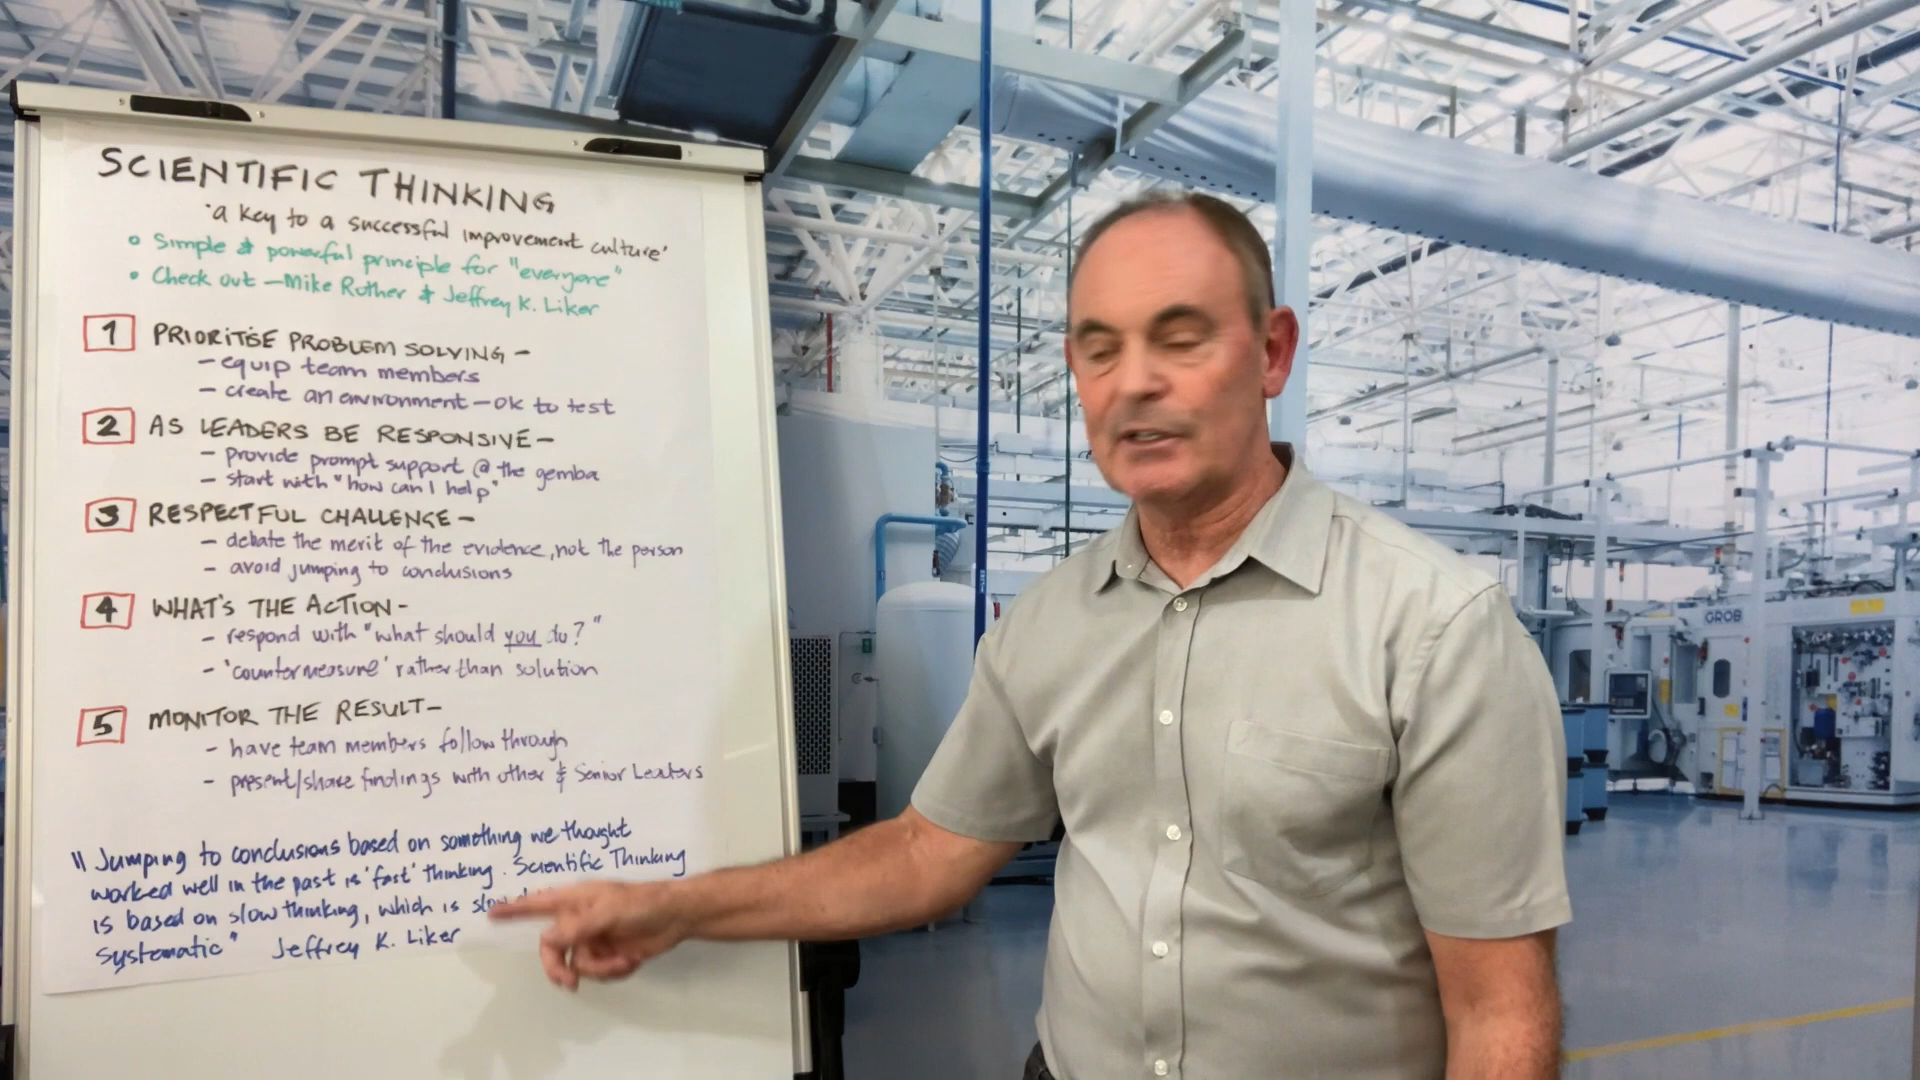 SCIENTIFIC THINKING
'a key to a successful improvement culture'
• Simple & powerful principle for "everyone"
• Check out — Mike Rother & Jeffrey K. Liker
1 PRIORITISE PROBLEM SOLVING –
– equip team members
– create an environment – ok to test
2 AS LEADERS BE RESPONSIVE –
– provide prompt support @ the gemba
– start with "how can I help"
3 RESPECTFUL CHALLENGE –
– debate the merit of the evidence, not the person
– avoid jumping to conclusions
4 WHAT'S THE ACTION –
– respond with "what should you do?"
– 'countermeasure' rather than solution
5 MONITOR THE RESULT –
– have team members follow through
– present/share findings with other & Senior Leaders
"Jumping to conclusions based on something we thought
worked well in the past is 'fast' thinking. Scientific Thinking
is based on slow thinking, which is slow
systematic" Jeffrey K. Liker
GROB